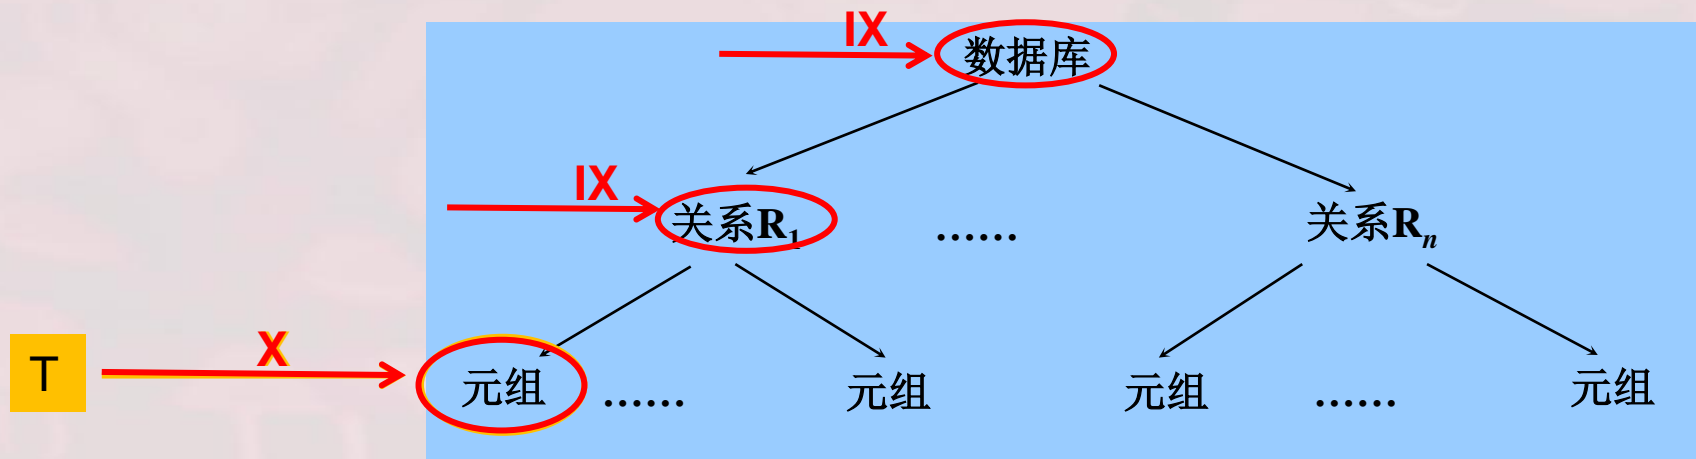 IX
数据库
IX
关系R₁ …… 关系Rₙ
T X 元组 …… 元组 元组 …… 元组